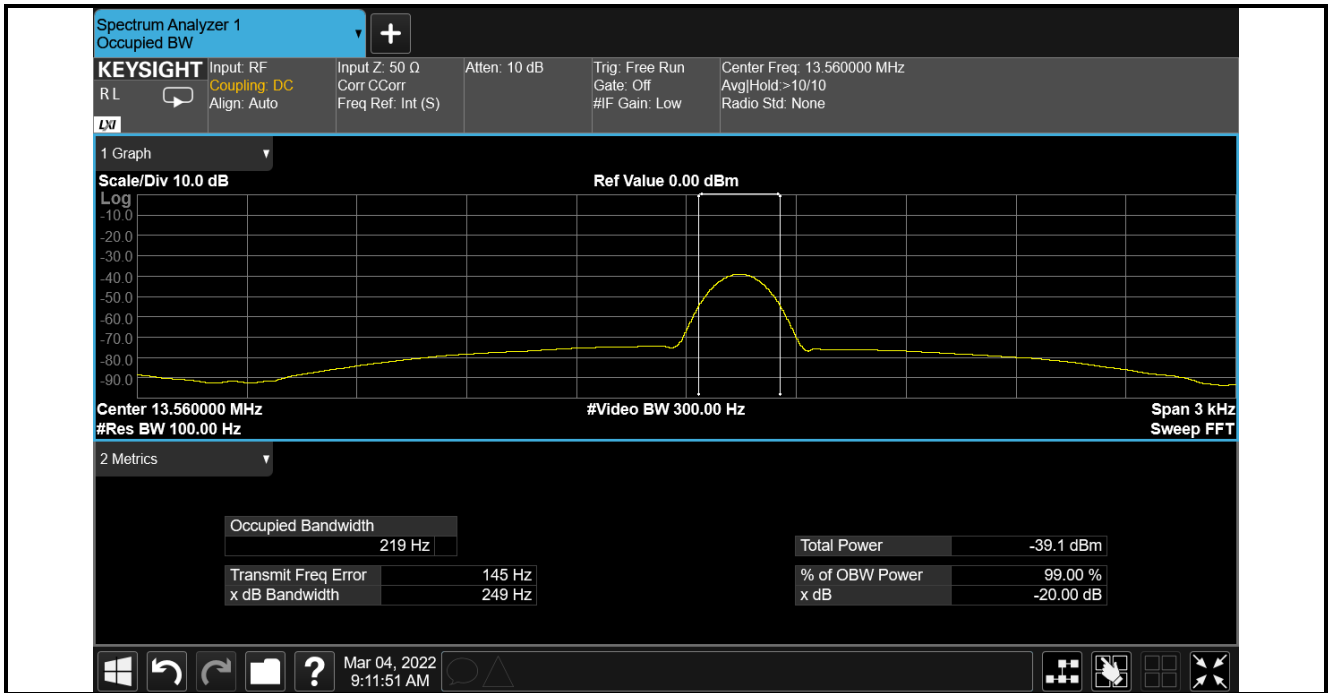 Spectrum Analyzer 1
Occupied BW
KEYSIGHT
R L
LXI
Input: RF
Coupling: DC
Align: Auto
Input Z: 50 Ω
Corr CCorr
Freq Ref: Int (S)
Atten: 10 dB
Trig: Free Run
Gate: Off
#IF Gain: Low
Center Freq: 13.560000 MHz
Avg|Hold:>10/10
Radio Std: None
1 Graph
Scale/Div 10.0 dB
Ref Value 0.00 dBm
Log
-10.0
-20.0
-30.0
-40.0
-50.0
-60.0
-70.0
-80.0
-90.0
Center 13.560000 MHz
#Video BW 300.00 Hz
Span 3 kHz
#Res BW 100.00 Hz
Sweep FFT
2 Metrics
Occupied Bandwidth
219 Hz
Transmit Freq Error 145 Hz
x dB Bandwidth 249 Hz
Total Power -39.1 dBm
% of OBW Power 99.00 %
x dB -20.00 dB
?
Mar 04, 2022
9:11:51 AM